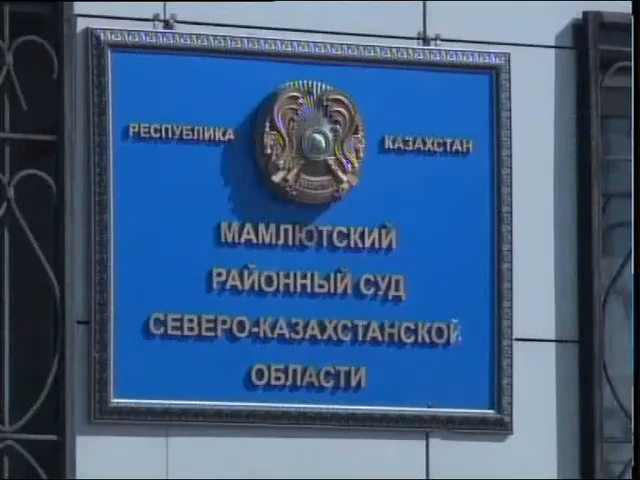 РЕСПУБЛИКА КАЗАХСТАН
МАМЛЮТСКИЙ
РАЙОННЫЙ СУД
СЕВЕРО-КАЗАХСТАНСКОЙ
ОБЛАСТИ